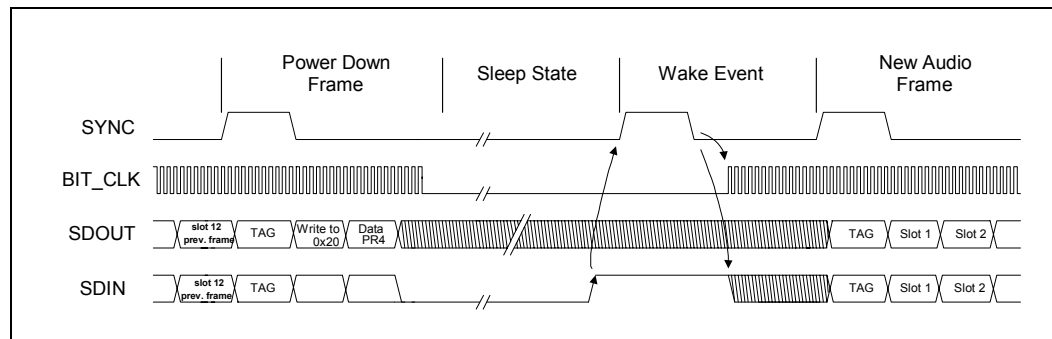 Power Down
Frame
Sleep State
Wake Event
New Audio
Frame
SYNC
BIT_CLK
SDOUT
slot 12
prev. frame
TAG
Write to
0x20
Data
PR4
TAG
Slot 1
Slot 2
SDIN
slot 12
prev. frame
TAG
TAG
Slot 1
Slot 2